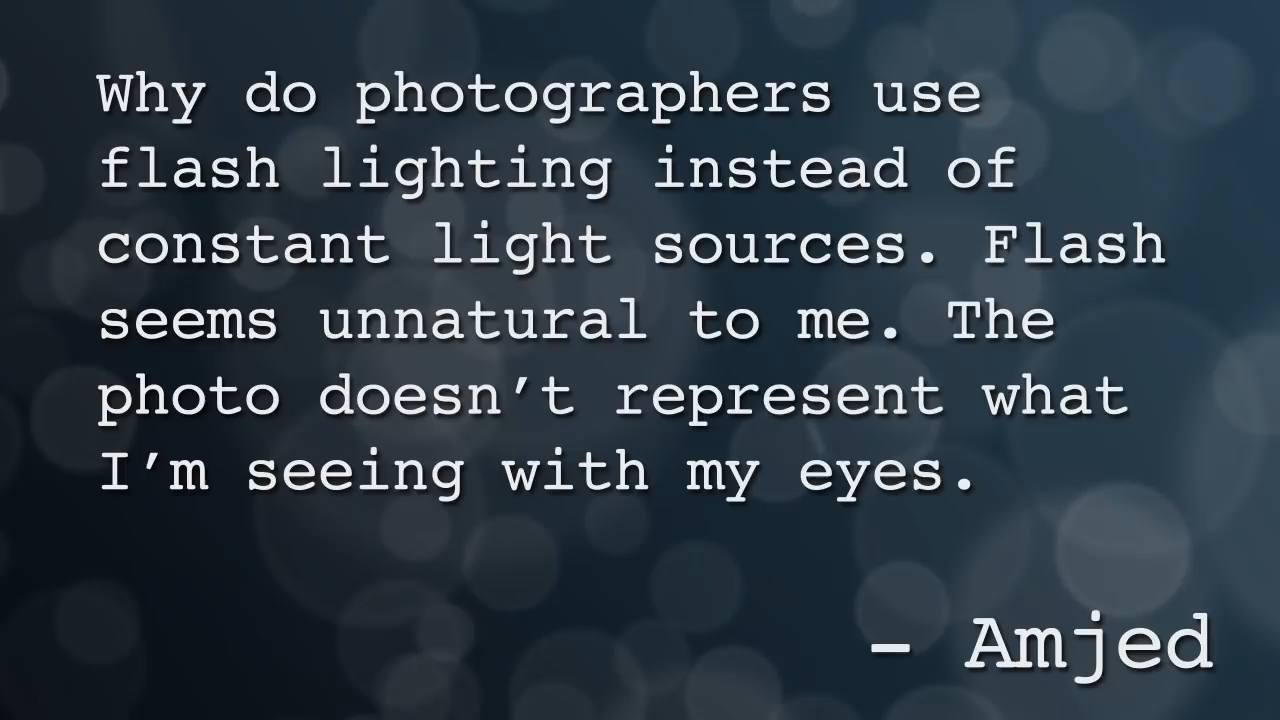 Why do photographers use
flash lighting instead of
constant light sources. Flash
seems unnatural to me. The
photo doesn’t represent what
I’m seeing with my eyes.
– Amjed